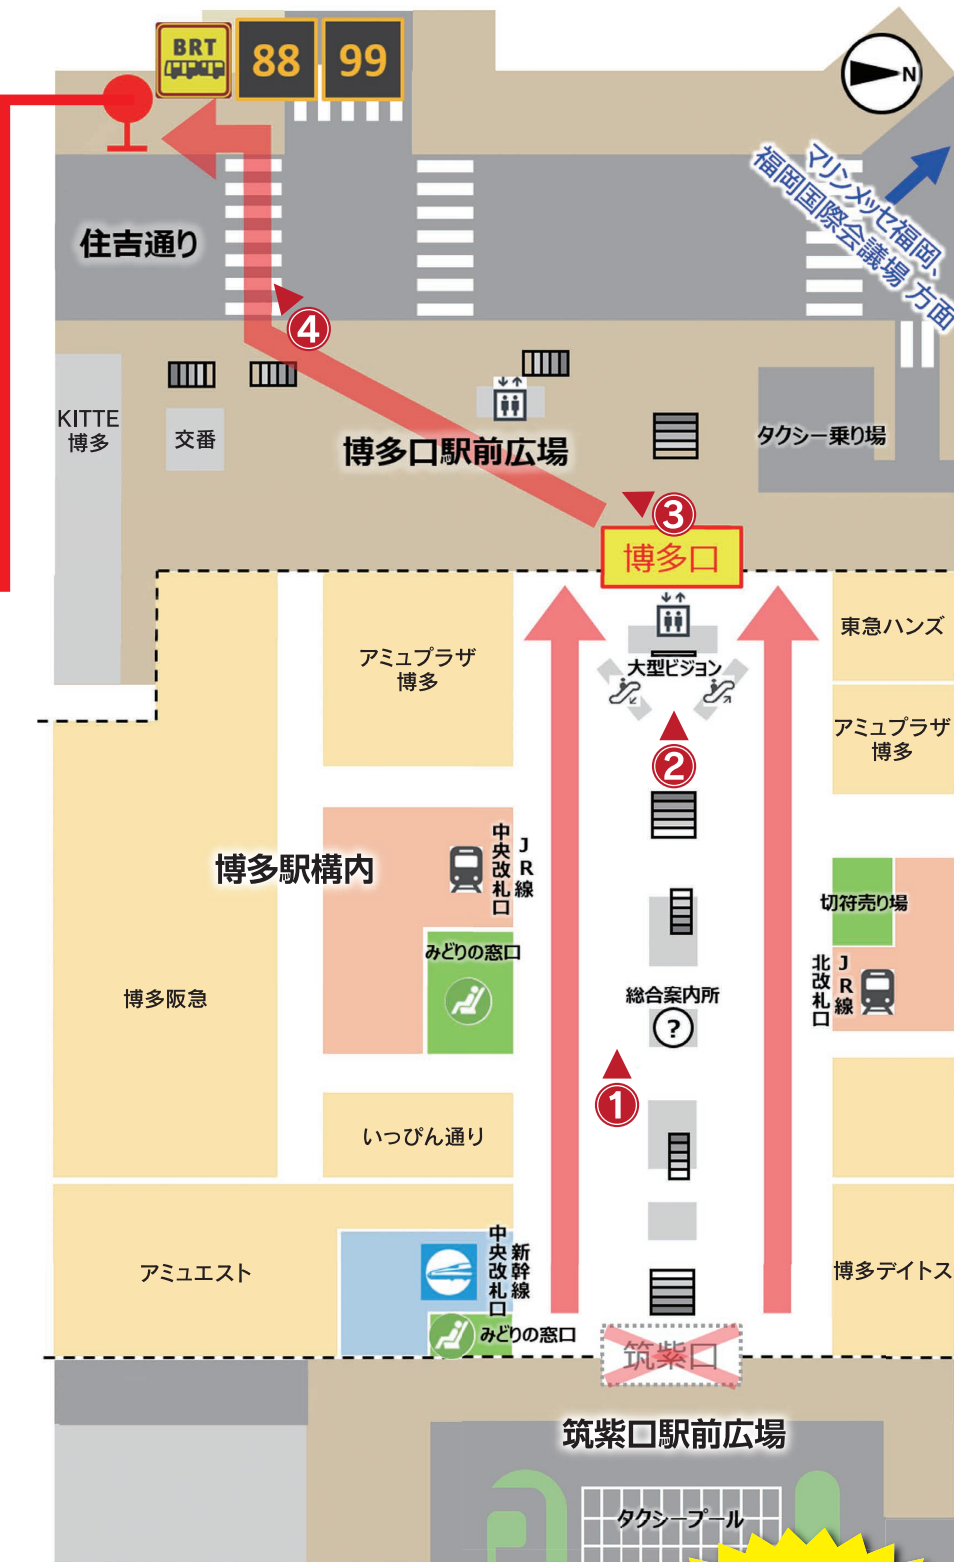 BRT
88
99
N
マリンメッセ福岡、
福岡国際会議場 方面
住吉通り
4
KITTE
博多
交番
博多口駅前広場
タクシー乗り場
3
博多口
東急ハンズ
アミュプラザ
博多
大型ビジョン
アミュプラザ
博多
2
博多駅構内
JR線
中央改札口
切符売り場
みどりの窓口
JR線
北改札口
博多阪急
総合案内所
?
1
いっぴん通り
アミュエスト
新幹線
中央改札口
博多デイトス
みどりの窓口
筑紫口
筑紫口駅前広場
タクシープール